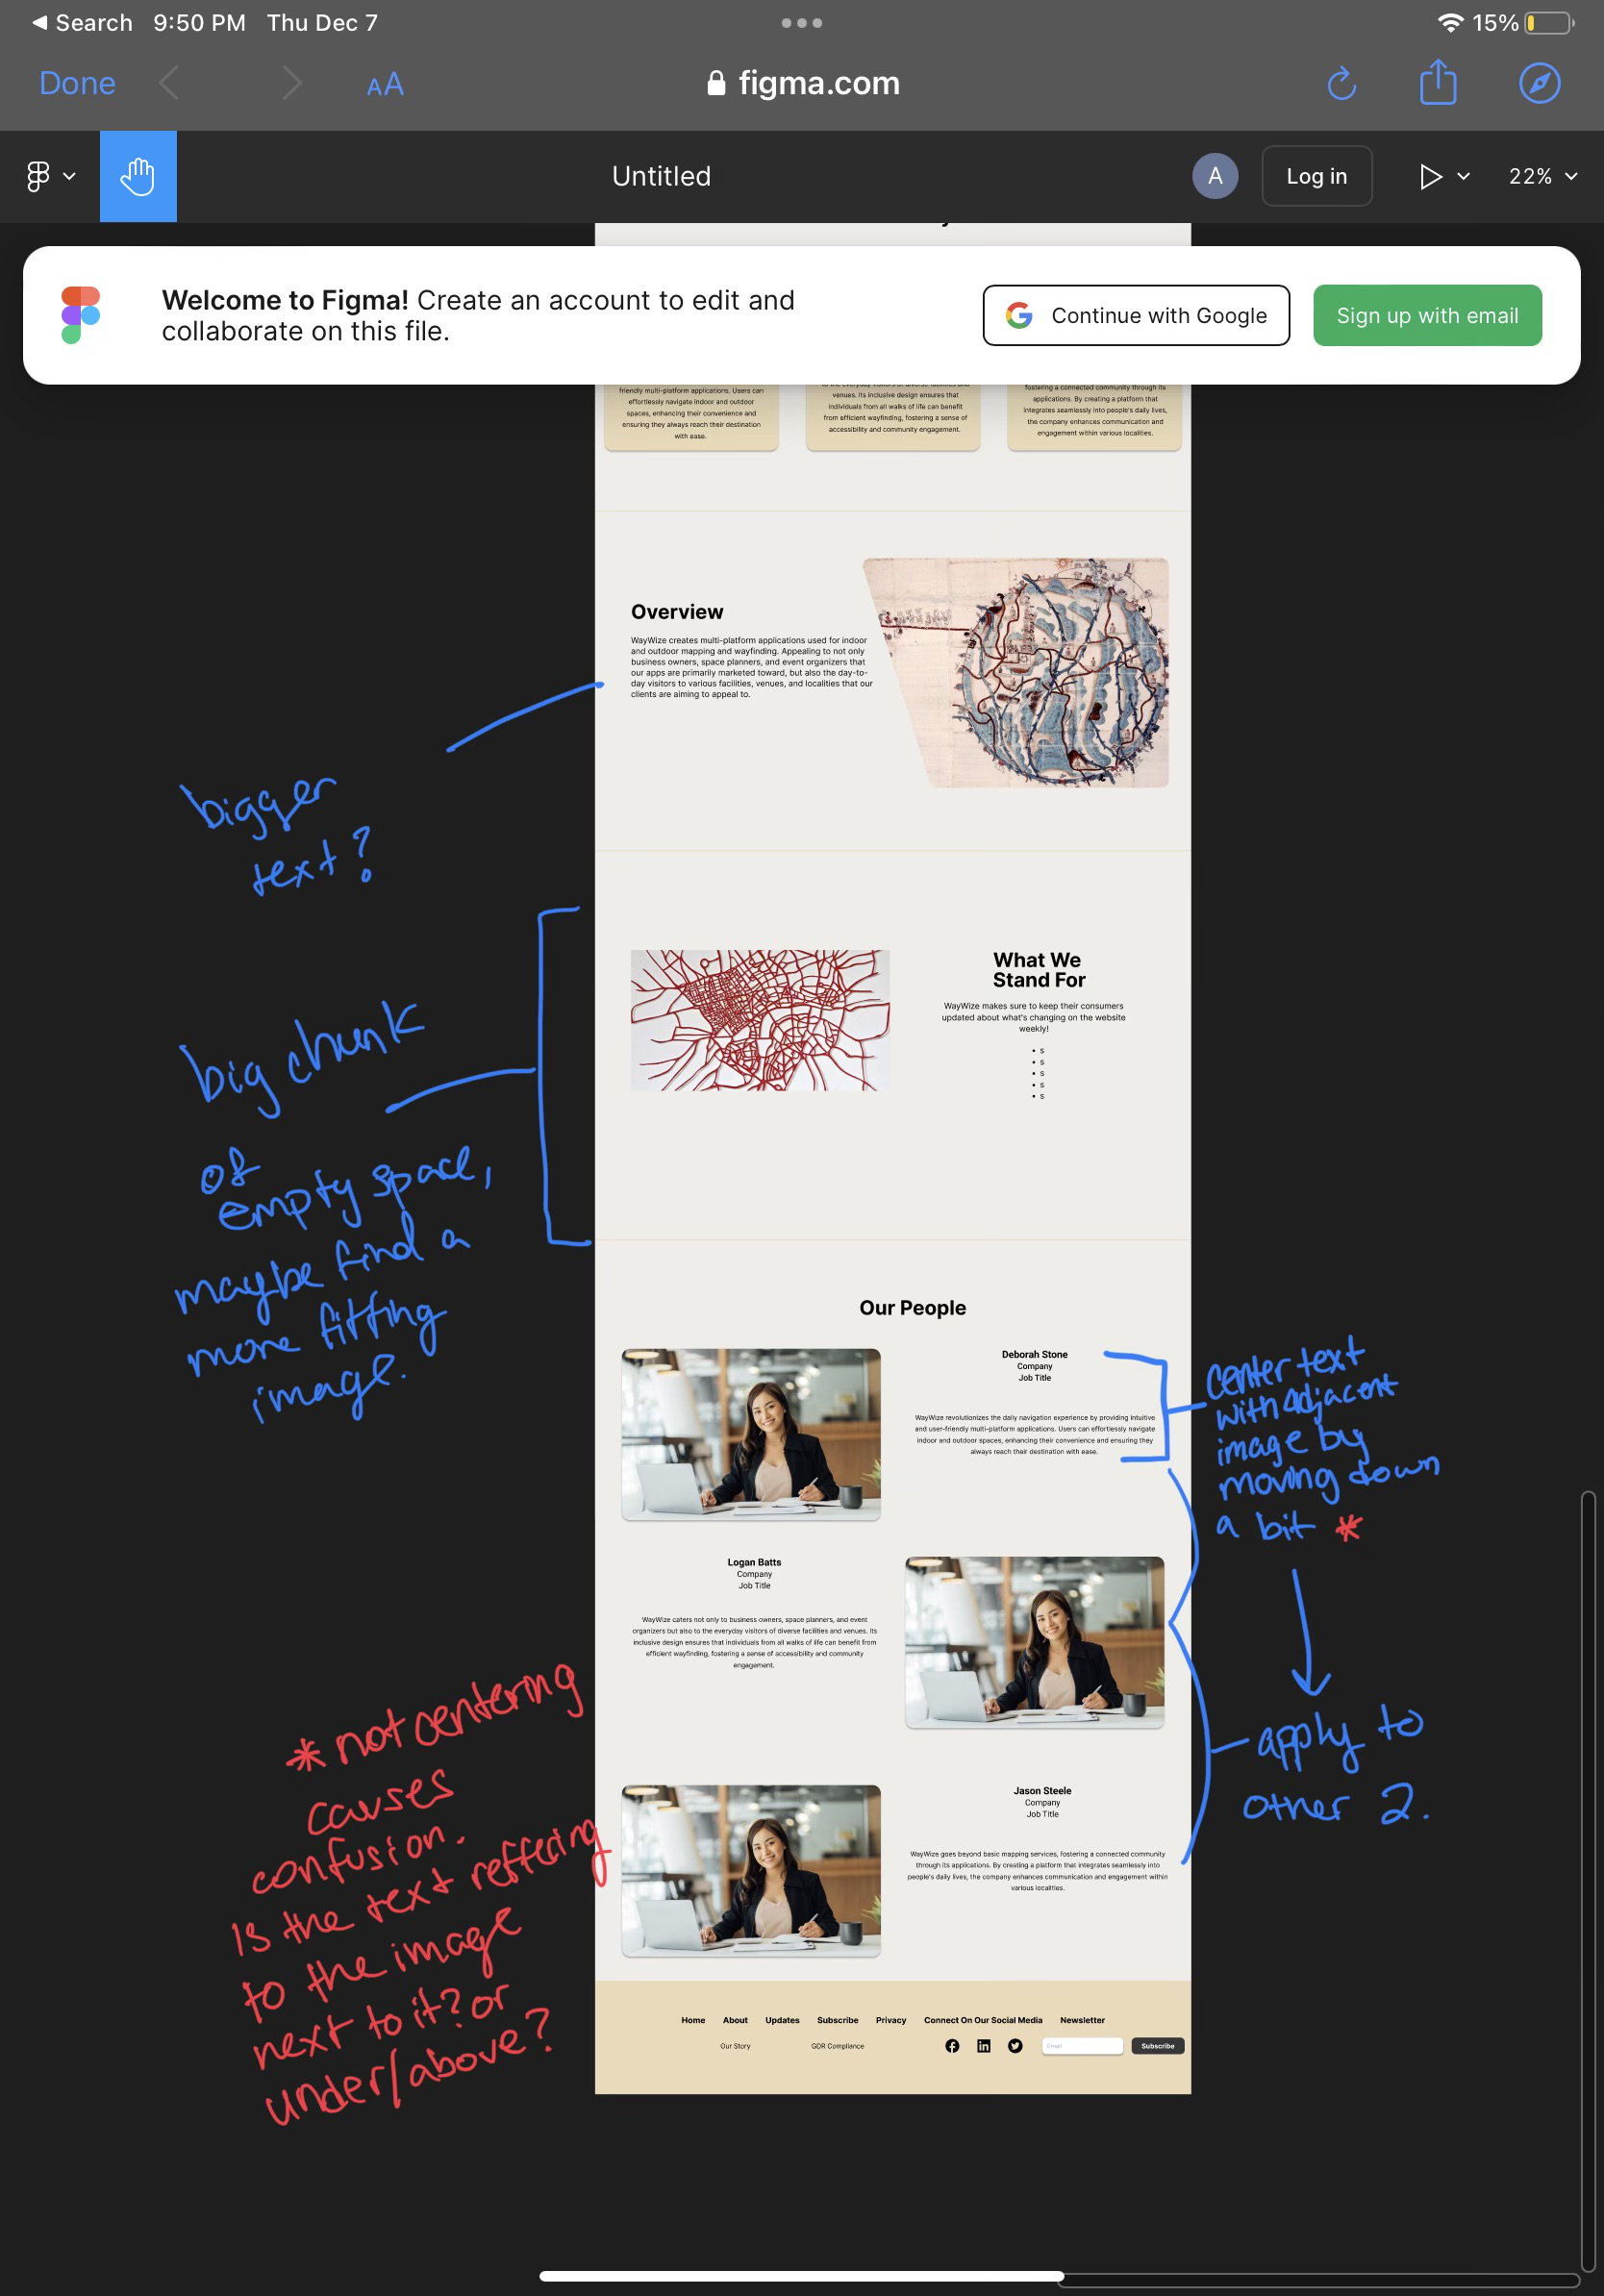 Search 9:50 PM Thu Dec 7
15%
Done
AA
figma.com
Untitled
A
Log in
22%
Welcome to Figma! Create an account to edit and
collaborate on this file.
Continue with Google
Sign up with email
friendly multi-platform applications. Users can
effortlessly navigate indoor and outdoor
spaces, enhancing their convenience and
ensuring they always reach their destination
with ease.
to the everyday visitors of diverse facilities and
venues. Its inclusive design ensures that
individuals from all walks of life can benefit
from efficient wayfinding, fostering a sense of
accessibility and community engagement.
fostering a connected community through its
applications. By creating a platform that
integrates seamlessly into people's daily lives,
the company enhances communication and
engagement within various localities.
Overview
WayWize creates multi-platform applications used for indoor
and outdoor mapping and wayfinding. Appealing to not only
business owners, space planners, and event organizers that
our apps are primarily marketed toward, but also the day-to-
day visitors to various facilities, venues, and localities that our
clients are aiming to appeal to.
bigger
text?
What We
Stand For
WayWize makes sure to keep their consumers
updated about what's changing on the website
weekly!
• s
• s
• s
• s
• s
big chunk
of
empty space,
maybe find a
more fitting
image.
Our People
Deborah Stone
Company
Job Title
WayWize revolutionizes the daily navigation experience by providing intuitive
and user-friendly multi-platform applications. Users can effortlessly navigate
indoor and outdoor spaces, enhancing their convenience and ensuring they
always reach their destination with ease.
center text
with adjacent
image by
moving down
a bit *
Logan Batts
Company
Job Title
WayWize caters not only to business owners, space planners, and event
organizers but also to the everyday visitors of diverse facilities and venues. Its
inclusive design ensures that individuals from all walks of life can benefit from
efficient wayfinding, fostering a sense of accessibility and community
engagement.
apply to
other 2.
* not centering
causes
confusion.
Is the text reffering
to the image
next to it? or
under/above?
Jason Steele
Company
Job Title
WayWize goes beyond basic mapping services, fostering a connected community
through its applications. By creating a platform that integrates seamlessly into
people's daily lives, the company enhances communication and engagement within
various localities.
Home About Updates Subscribe Privacy Connect On Our Social Media Newsletter
Our Story GDR Compliance
Email
Subscribe